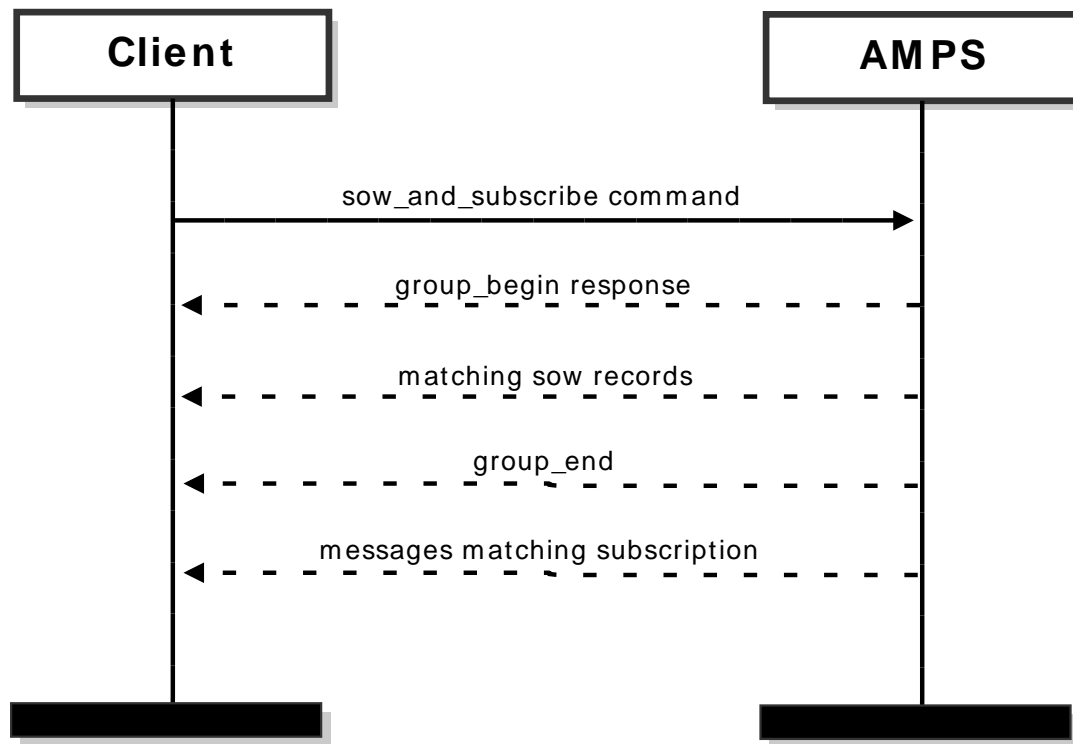 Client
AMPS
sow_and_subscribe command
group_begin response
matching sow records
group_end
messages matching subscription